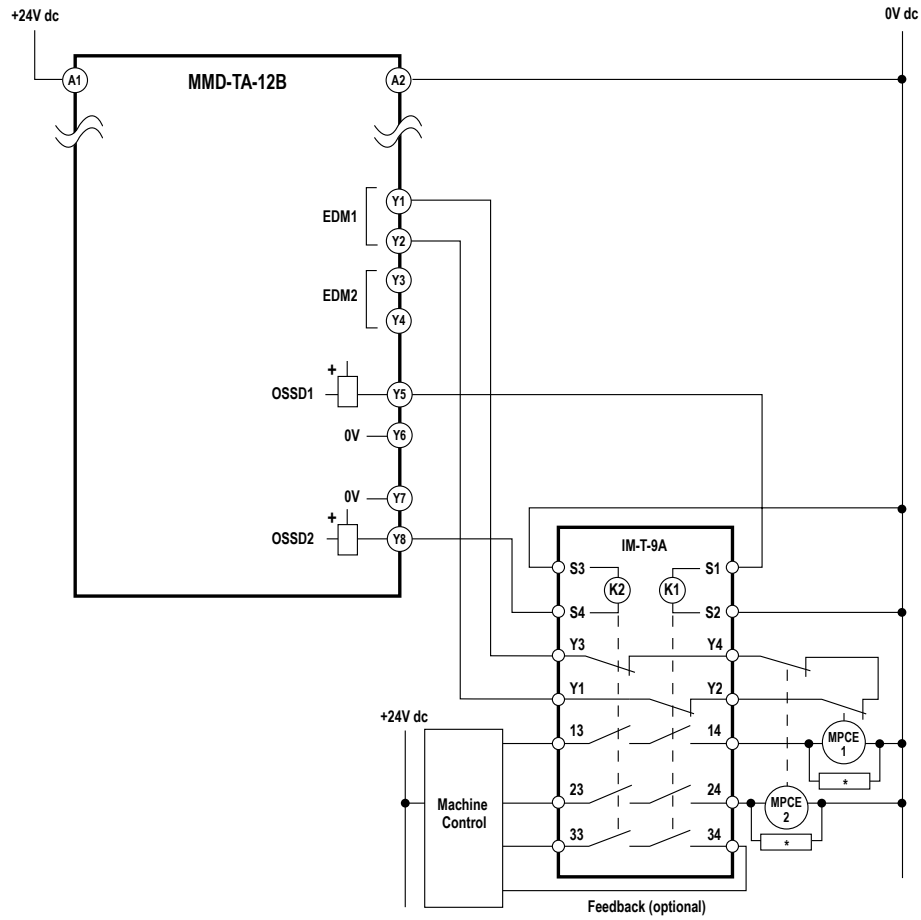 +24V dc
0V dc
A1
MMD-TA-12B
A2
EDM1
Y1
Y2
EDM2
Y3
Y4
+
OSSD1
Y5
0V
Y6
0V
Y7
+
OSSD2
Y8
IM-T-9A
S3
S1
K2
K1
S4
S2
Y3
Y4
Y1
Y2
+24V dc
13
14
MPCE
1
*
Machine
Control
23
24
MPCE
2
*
33
34
Feedback (optional)